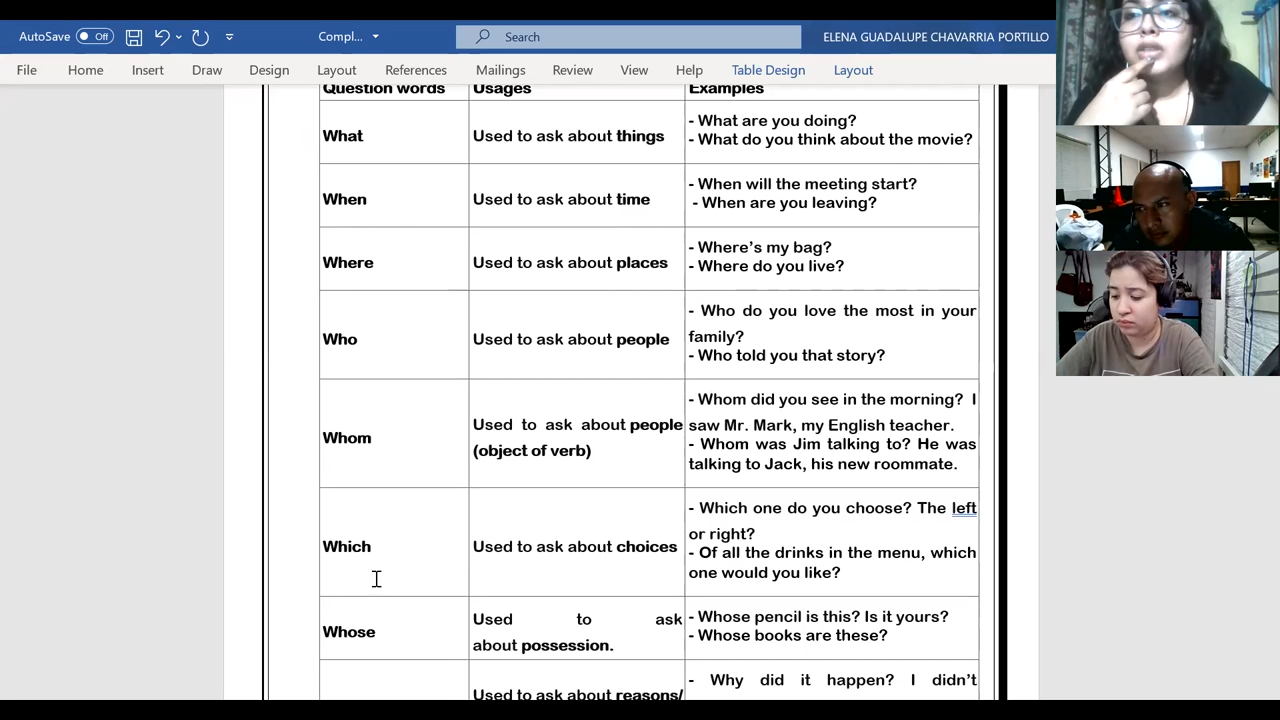 AutoSave Off Compl... Search ELENA GUADALUPE CHAVARRIA PORTILLO
File Home Insert Draw Design Layout References Mailings Review View Help Table Design Layout
Question words Usages Examples
What
Used to ask about things
- What are you doing?
- What do you think about the movie?
When
Used to ask about time
- When will the meeting start?
- When are you leaving?
Where
Used to ask about places
- Where’s my bag?
- Where do you live?
Who
Used to ask about people
- Who do you love the most in your
family?
- Who told you that story?
Whom
Used to ask about people
(object of verb)
- Whom did you see in the morning? I
saw Mr. Mark, my English teacher.
- Whom was Jim talking to? He was
talking to Jack, his new roommate.
Which
Used to ask about choices
- Which one do you choose? The left
or right?
- Of all the drinks in the menu, which
one would you like?
Whose
Used to ask
about possession.
- Whose pencil is this? Is it yours?
- Whose books are these?
Used to ask about reasons/
- Why did it happen? I didn’t